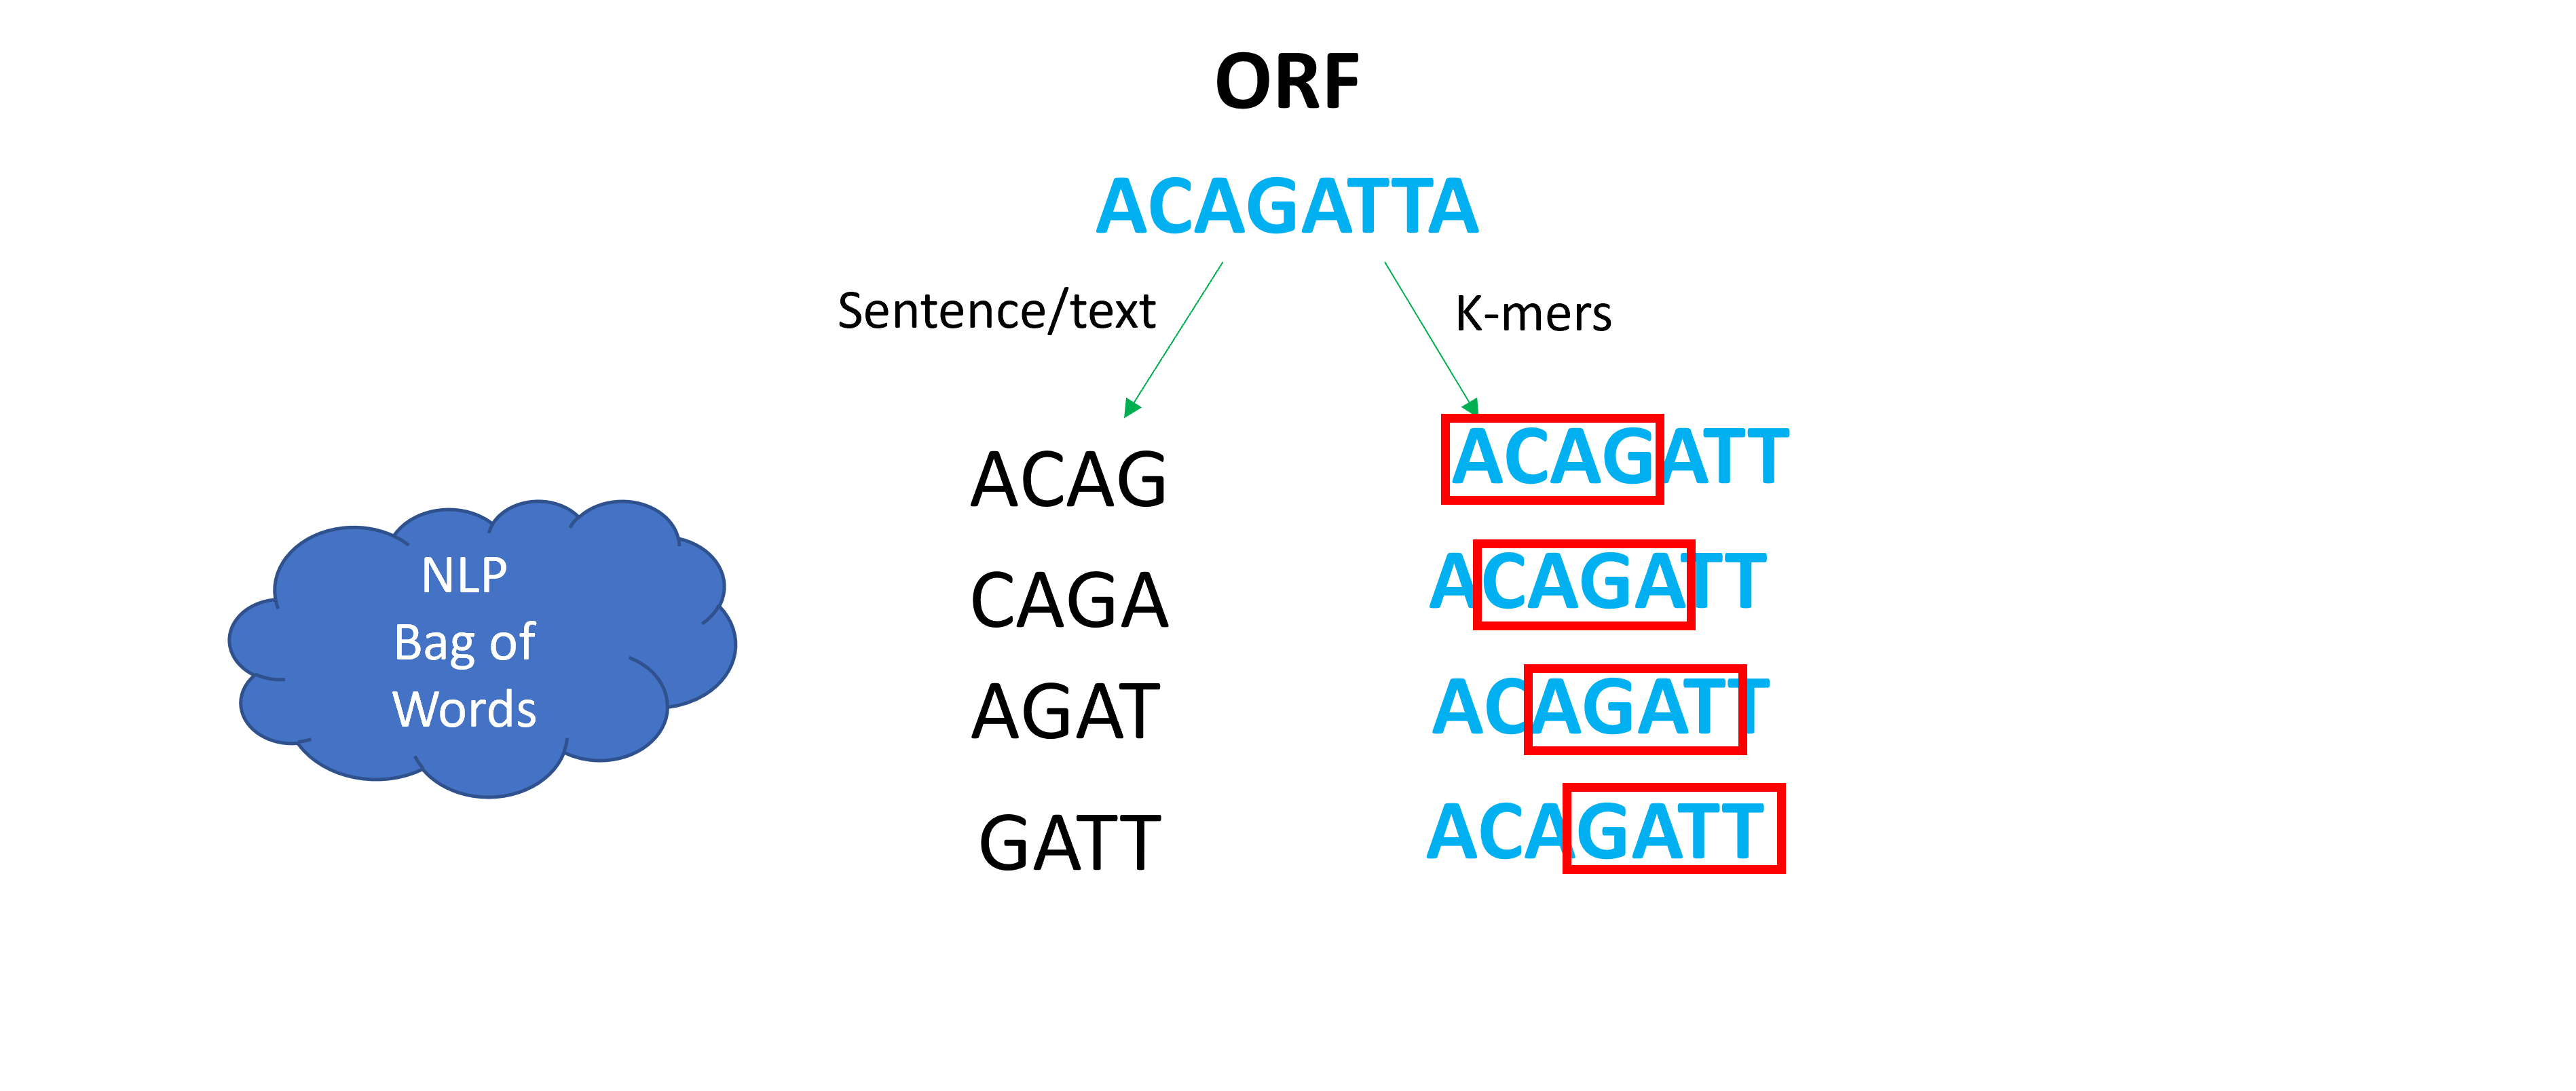 ORF
ACAGATTA
Sentence/text
K-mers
ACAG
CAGA
AGAT
GATT
ACAGATT
ACAGATT
ACAGATT
ACAGATT
NLP
Bag of
Words